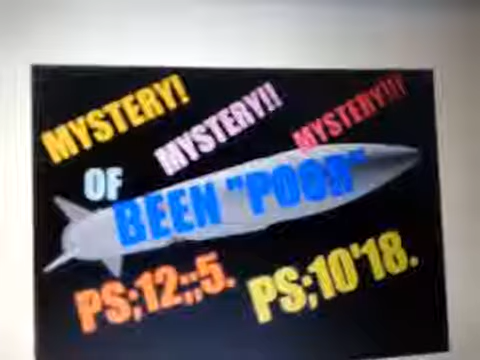 MYSTERY!
MYSTERY!!
MYSTERY!!!
OF
BEEN "POOR"
PS;12;;5.
PS;10'18.